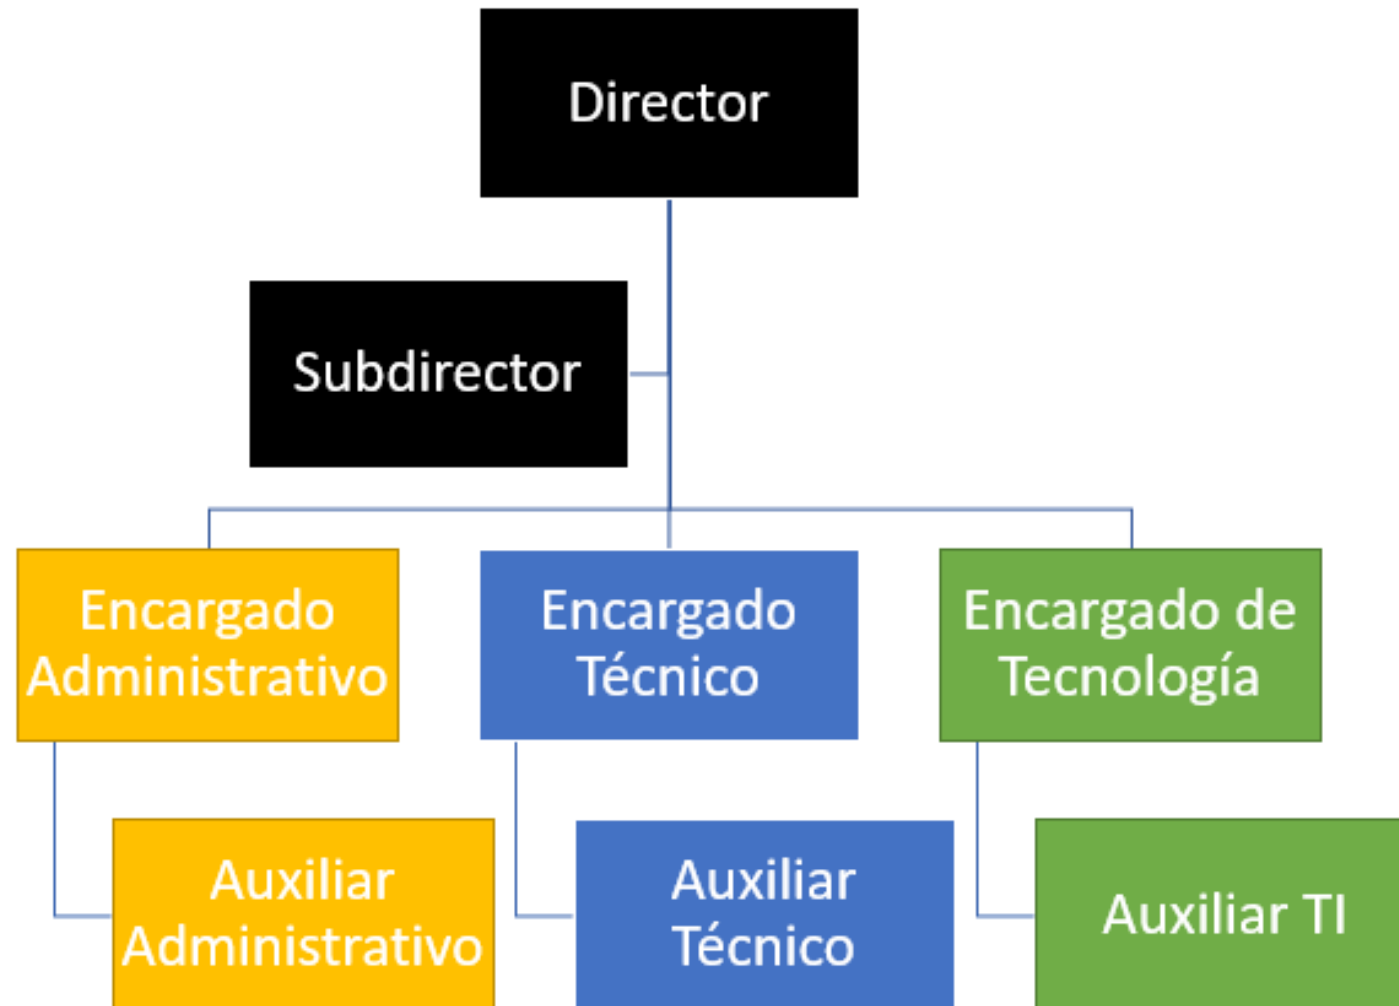 Director
Subdirector
Encargado
Administrativo
Encargado
Técnico
Encargado de
Tecnología
Auxiliar
Administrativo
Auxiliar
Técnico
Auxiliar TI